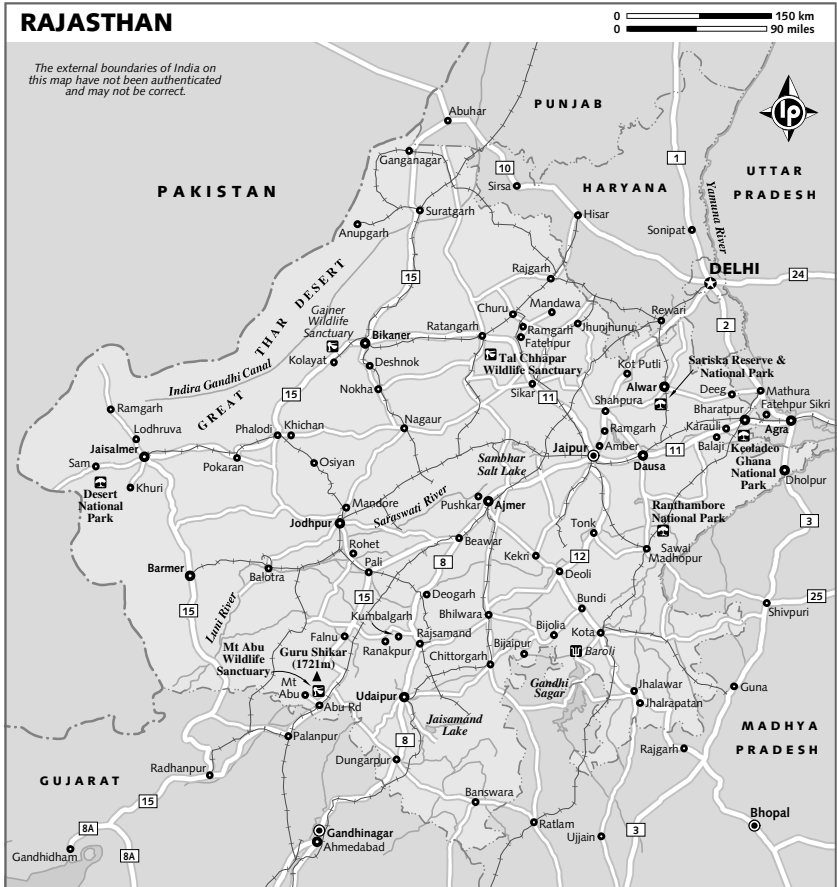 RAJASTHAN
0 150 km
0 90 miles
The external boundaries of India on
this map have not been authenticated
and may not be correct.
lp
PUNJAB
Abuhar
Ganganagar
10
1
UTTAR
PRADESH
Sirsa
HARYANA
PAKISTAN
Suratgarh
Hisar
Yamuna River
Anupgarh
Sonipat
DELHI
24
Rajgarh
15
THAR DESERT
GREAT
Gajner
Wildlife
Sanctuary
Churu
Mandawa
Rewari
2
Ratangarh
Ramgarh
Jhunjhunu
Fatehpur
Bikaner
Kolayat
Deshnok
Tal Chhapar
Wildlife Sanctuary
Kot Putli
Sariska Reserve &
National Park
Indira Gandhi Canal
15
Nokha
Sikar
11
Alwar
Deeg
Mathura
Shahpura
Fatehpur Sikri
Ramgarh
Bharatpur
Lodhruva
Phalodi
Khichan
Nagaur
Ramgarh
Karauli
Agra
Jaisalmer
Sambhar
Salt Lake
Jaipur
Amber
Balaji
11
Keoladeo
Ghana
National
Park
Sam
Pokaran
Osiyan
Dausa
Dholpur
Khuri
Desert
National
Park
Saraswati River
Pushkar
Ajmer
Mandore
Ranthambore
National Park
Jodhpur
Tonk
3
Rohet
Beawar
Kekri
12
Sawai
Madhopur
Barmer
Balotra
Pali
8
Deoli
15
15
Deogarh
Bundi
25
Luni River
Kumbalgarh
Bhilwara
Shivpuri
Falnu
Rajsamand
Bijolia
Kota
Mt Abu
Wildlife
Sanctuary
Guru Shikar
(1721m)
Ranakpur
Bijaipur
Baroli
Chittorgarh
Mt
Abu
Gandhi
Sagar
Abu Rd
Udaipur
Jhalawar
Guna
Jaisamand
Lake
Jhalrapatan
Palanpur
8
MADHYA
PRADESH
Rajgarh
Radhanpur
Dungarpur
GUJARAT
15
Banswara
8A
Bhopal
Gandhinagar
Ratlam
3
Ahmedabad
Ujjain
Gandhidham
8A